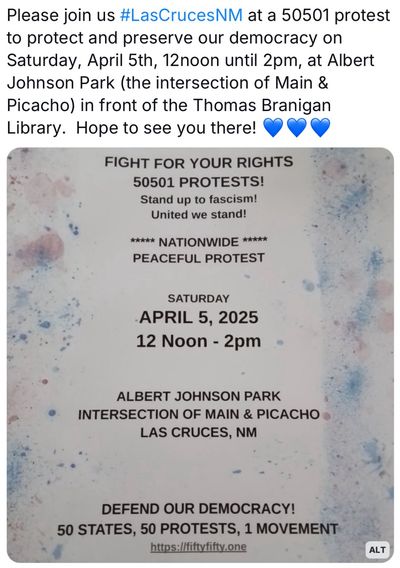 Please join us #LasCrucesNM at a 50501 protest
to protect and preserve our democracy on
Saturday, April 5th, 12noon until 2pm, at Albert
Johnson Park (the intersection of Main &
Picacho) in front of the Thomas Branigan
Library.  Hope to see you there! 💙💙💙
FIGHT FOR YOUR RIGHTS
50501 PROTESTS!
Stand up to fascism!
United we stand!
***** NATIONWIDE *****
PEACEFUL PROTEST
SATURDAY
APRIL 5, 2025
12 Noon - 2pm
ALBERT JOHNSON PARK
INTERSECTION OF MAIN & PICACHO
LAS CRUCES, NM
DEFEND OUR DEMOCRACY!
50 STATES, 50 PROTESTS, 1 MOVEMENT
https://fiftyfifty.one
ALT